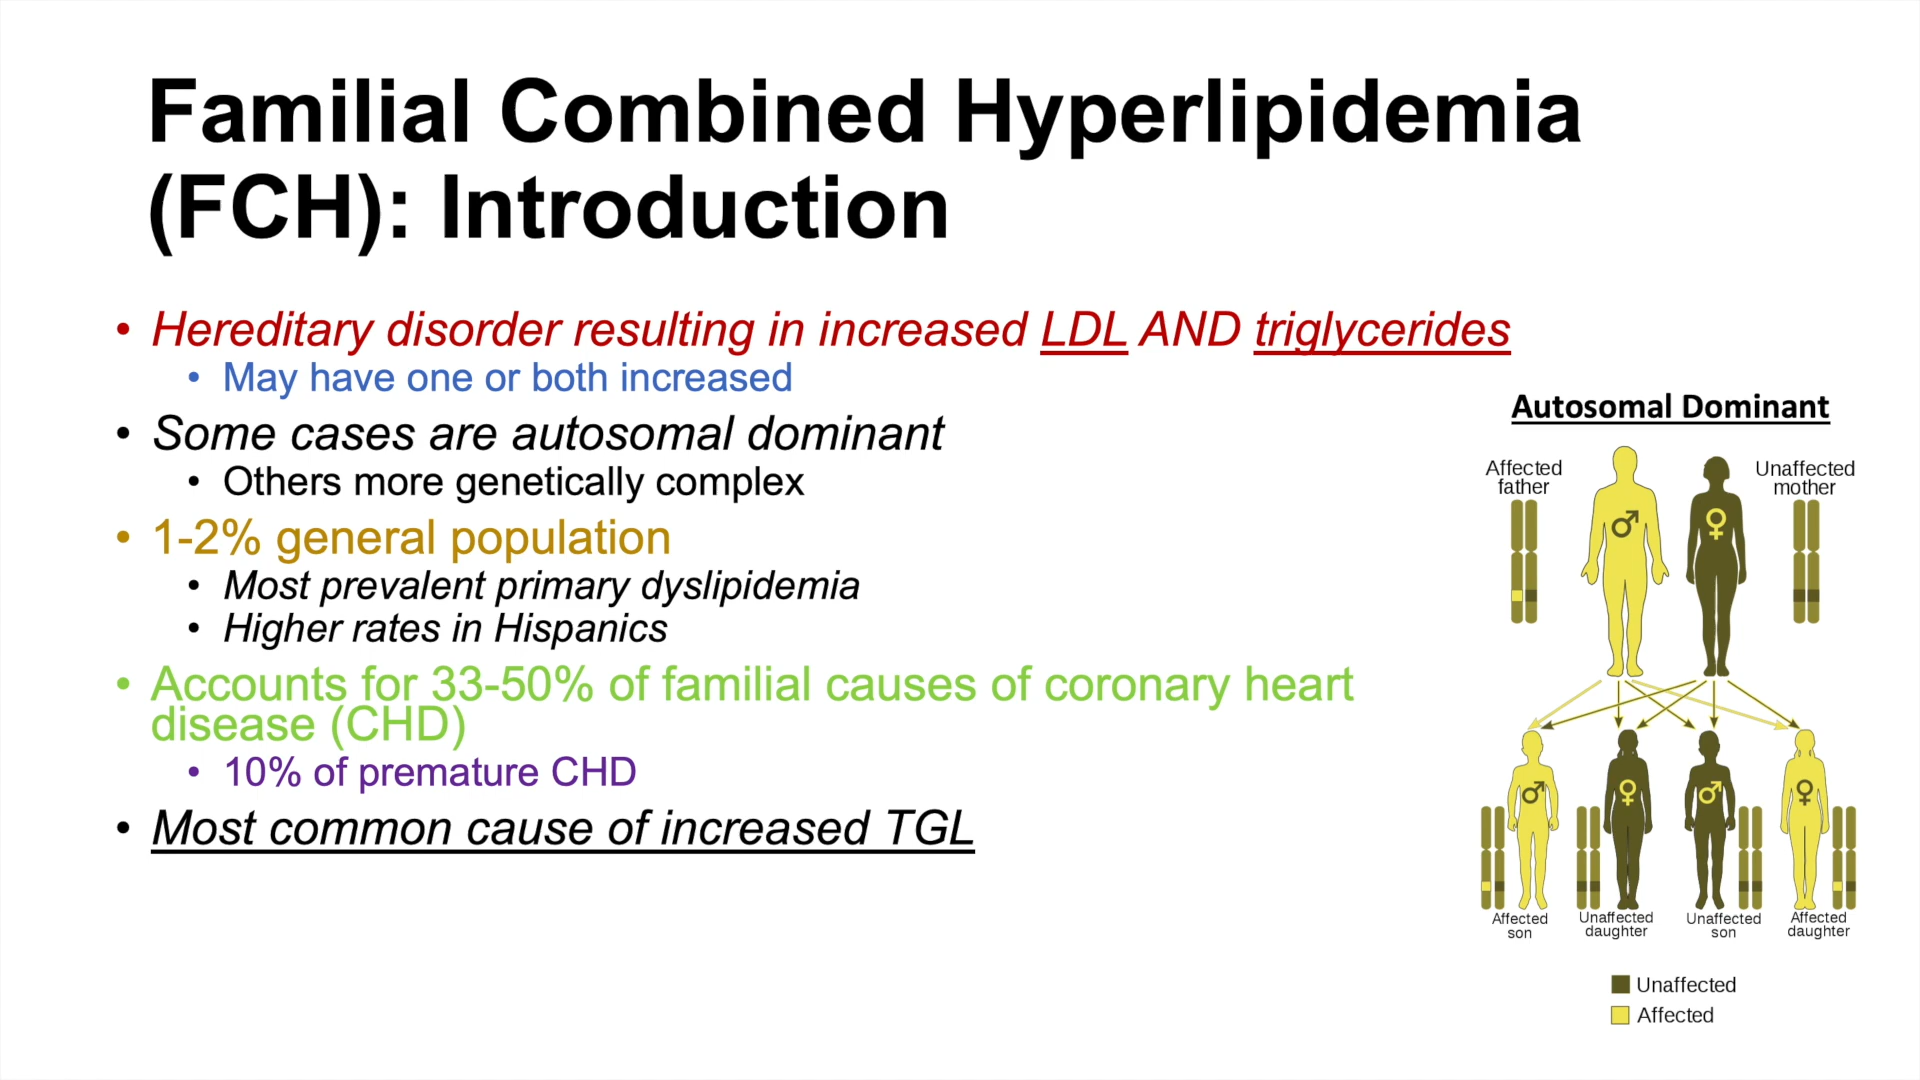 Familial Combined Hyperlipidemia
(FCH): Introduction
• Hereditary disorder resulting in increased LDL AND triglycerides
• May have one or both increased
• Some cases are autosomal dominant
• Others more genetically complex
• 1-2% general population
• Most prevalent primary dyslipidemia
• Higher rates in Hispanics
• Accounts for 33-50% of familial causes of coronary heart
disease (CHD)
• 10% of premature CHD
• Most common cause of increased TGL
Autosomal Dominant
Affected
father
Unaffected
mother
Affected
son
Unaffected
daughter
Unaffected
son
Affected
daughter
Unaffected
Affected